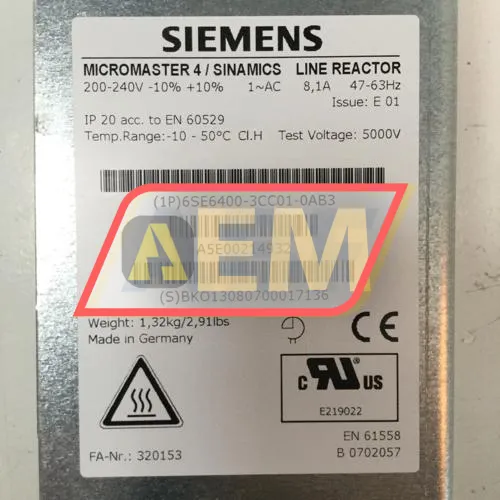 SIEMENS
MICROMASTER 4 / SINAMICS LINE REACTOR
200-240V -10% +10% 1~AC 8,1A 47-63Hz
Issue: E 01
IP 20 acc. to EN 60529
Temp.Range:-10 - 50°C Cl.H Test Voltage: 5000V
(1P)6SE6400-3CC01-0AB3
AEM
A5E00214932
(S)BKO13080700017136
Weight: 1,32kg/2,91lbs
Made in Germany
CE
C UR US
E219022
EN 61558
FA-Nr.: 320153 B 0702057